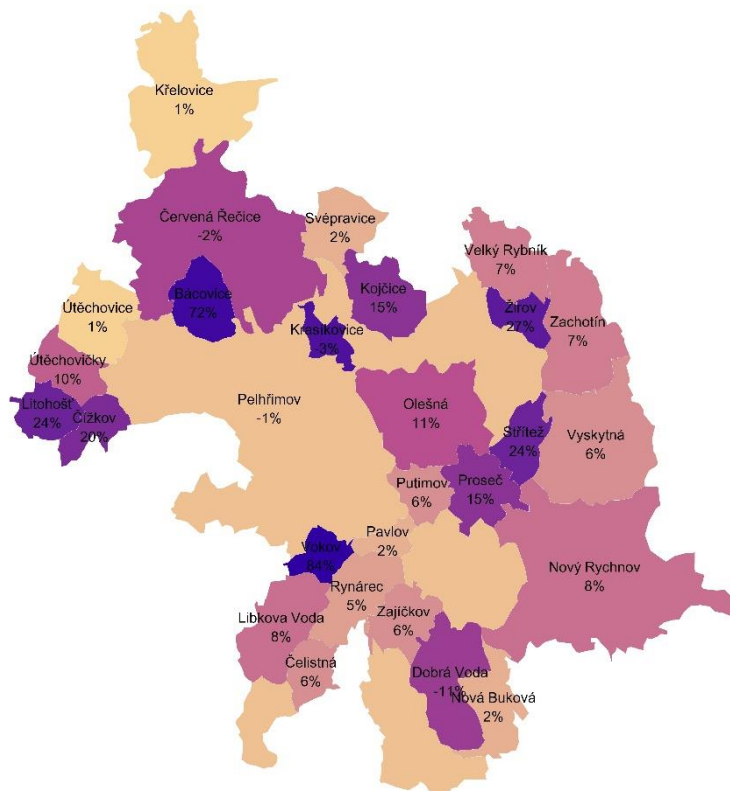 Křelovice
1%
Červená Řečice
-2%
Svépravice
2%
Velký Rybník
7%
Bácovice
72%
Kojčice
15%
Žirov
27%
Zachotín
7%
Útěchovice
1%
Krasíkovice
3%
Útěchovičky
10%
Pelhřimov
-1%
Olešná
11%
Litohošť
24%
Čížkov
20%
Střítež
24%
Vyskytná
6%
Putimov
6%
Proseč
15%
Pavlov
2%
Vokov
84%
Nový Rychnov
8%
Rynárec
5%
Libkova Voda
8%
Zajíčkov
6%
Čelistná
6%
Dobrá Voda
-11%
Nová Buková
2%